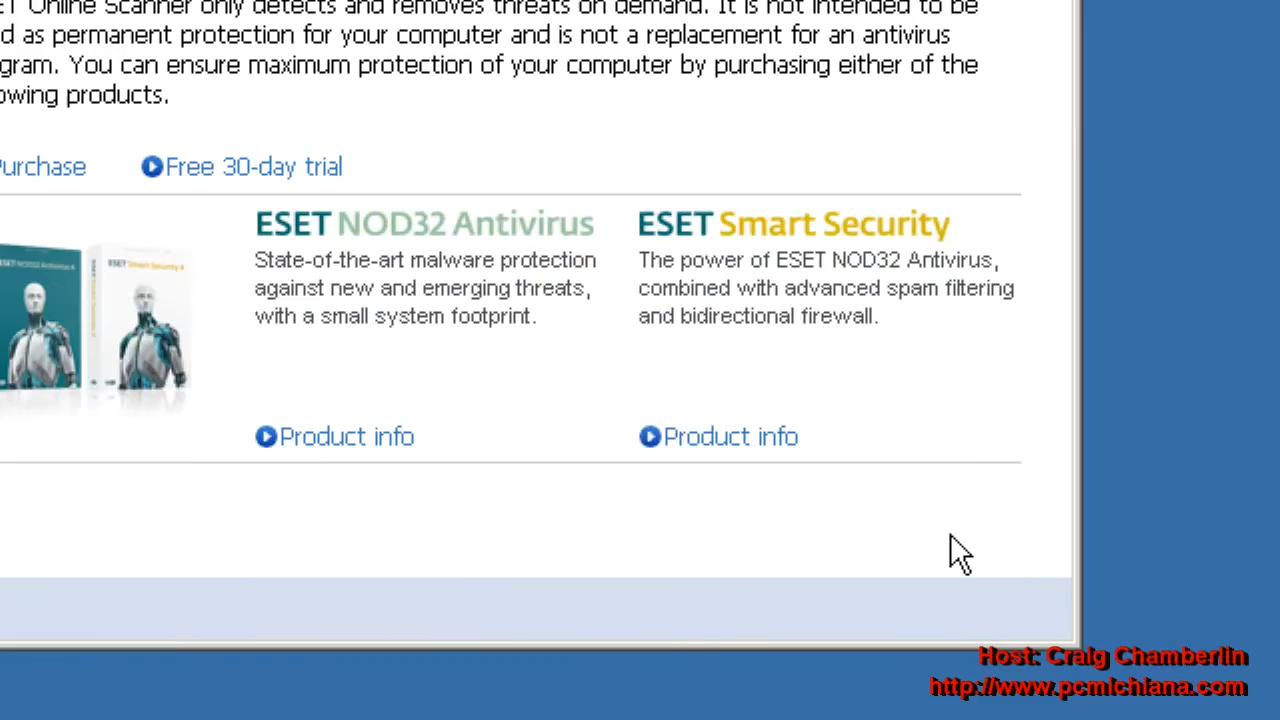 ET Online Scanner only detects and removes threats on demand. It is not intended to be
d as permanent protection for your computer and is not a replacement for an antivirus
gram. You can ensure maximum protection of your computer by purchasing either of the
owing products.
Purchase
Free 30-day trial
ESET NOD32 Antivirus
State-of-the-art malware protection
against new and emerging threats,
with a small system footprint.
Product info
ESET Smart Security
The power of ESET NOD32 Antivirus,
combined with advanced spam filtering
and bidirectional firewall.
Product info
Host: Craig Chamberlin
http://www.pcmichiana.com